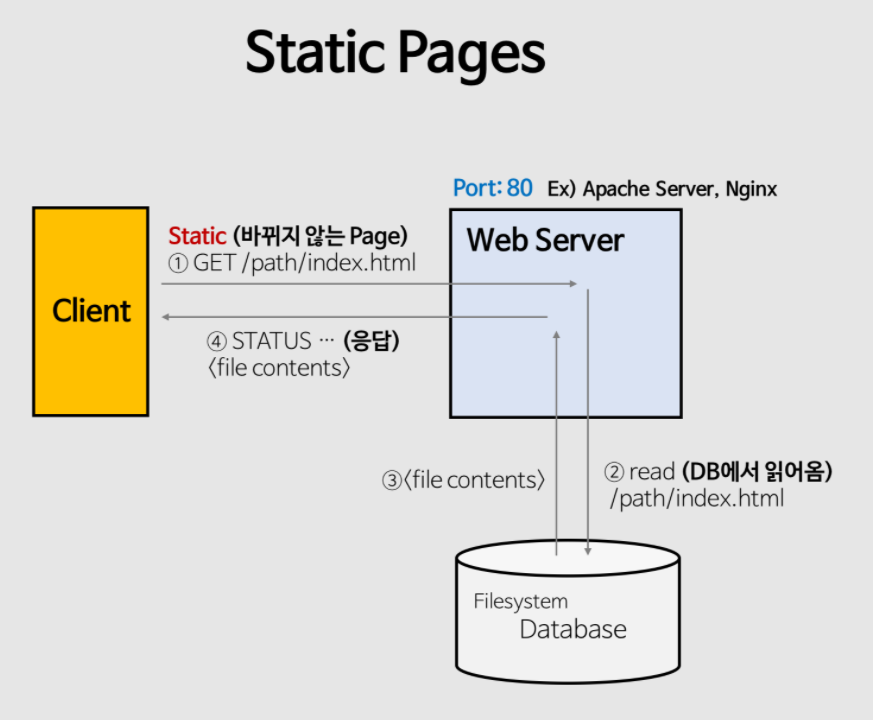 Static Pages
Port: 80 Ex) Apache Server, Nginx
Static (바뀌지 않는 Page)
① GET /path/index.html
Web Server
Client
④ STATUS … (응답)
〈file contents〉
③〈file contents〉
② read (DB에서 읽어옴)
/path/index.html
Filesystem
Database